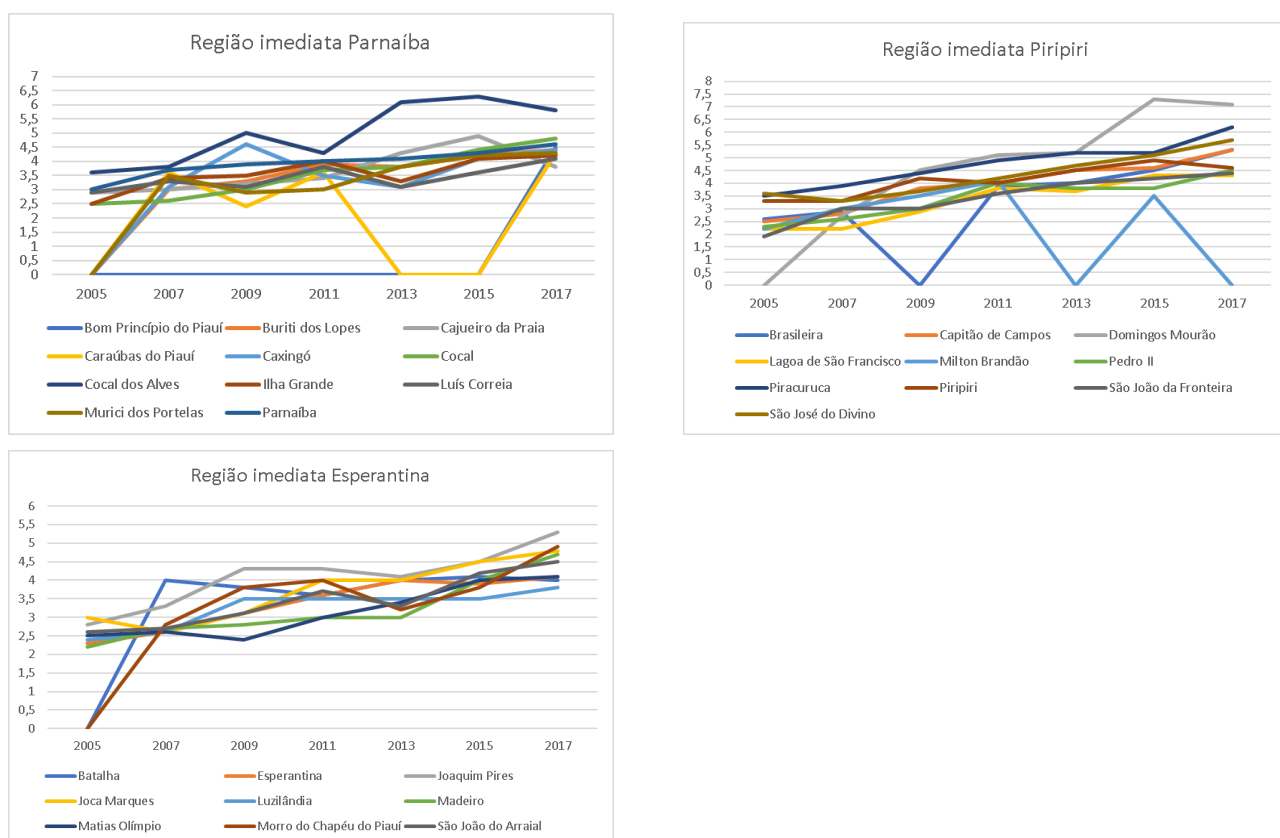 Região imediata Parnaíba
7
6,5
6
5,5
5
4,5
4
3,5
3
2,5
2
1,5
1
0,5
0
2005 2007 2009 2011 2013 2015 2017
Bom Princípio do Piauí Buriti dos Lopes Cajueiro da Praia
Caraúbas do Piauí Caxingó Cocal
Cocal dos Alves Ilha Grande Luís Correia
Murici dos Portelas Parnaíba
Região imediata Piripiri
8
7,5
7
6,5
6
5,5
5
4,5
4
3,5
3
2,5
2
1,5
1
0,5
0
2005 2007 2009 2011 2013 2015 2017
Brasileira Capitão de Campos Domingos Mourão
Lagoa de São Francisco Milton Brandão Pedro II
Piracuruca Piripiri São João da Fronteira
São José do Divino
Região imediata Esperantina
6
5,5
5
4,5
4
3,5
3
2,5
2
1,5
1
0,5
0
2005 2007 2009 2011 2013 2015 2017
Batalha Esperantina Joaquim Pires
Joca Marques Luzilândia Madeiro
Matias Olímpio Morro do Chapéu do Piauí São João do Arraial